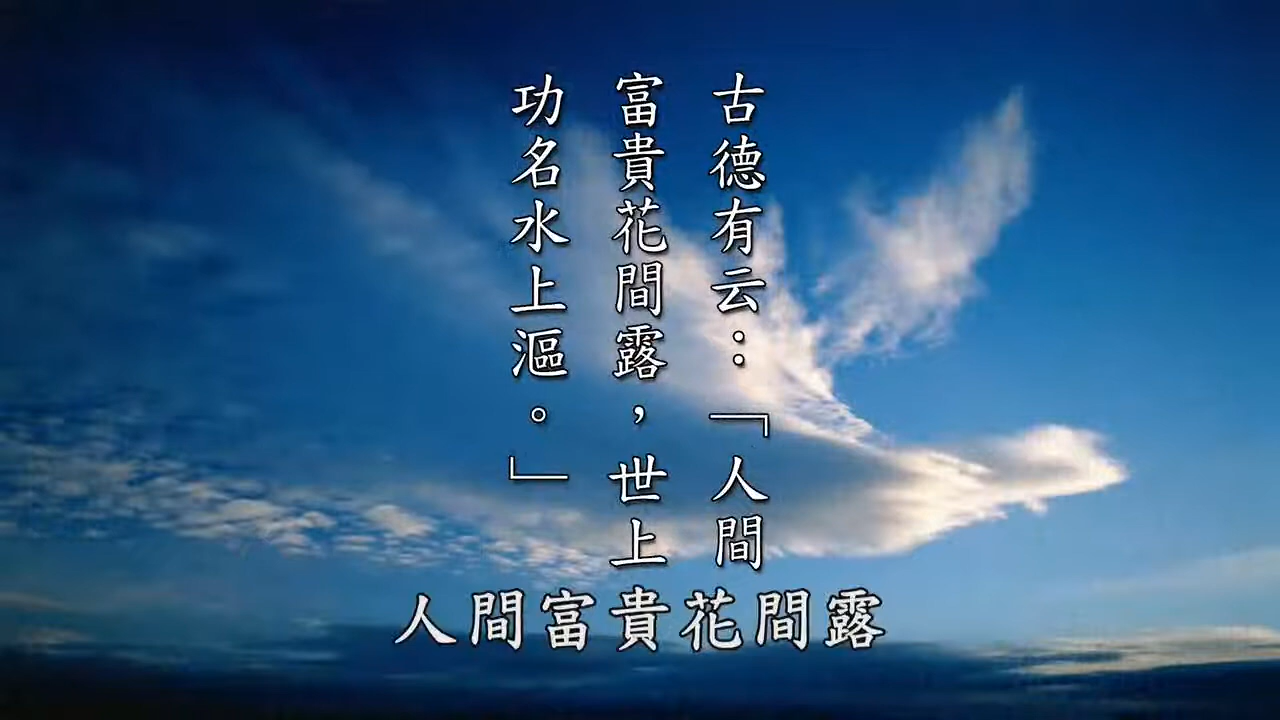 古德有云：「人間
富貴花間露，世上
功名水上漚。」
人間富貴花間露